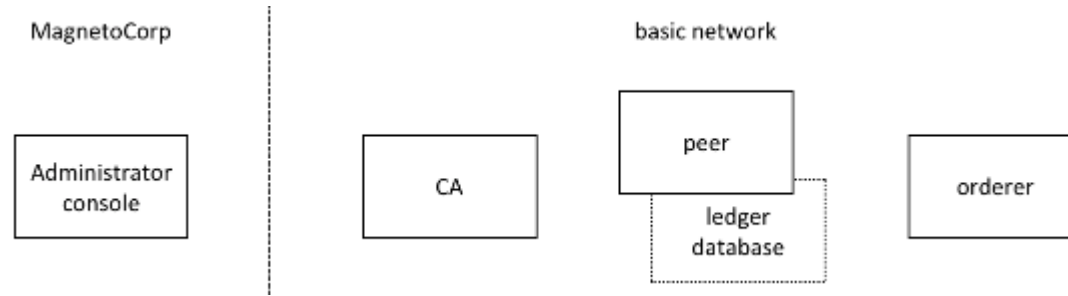 MagnetoCorp
basic network
Administrator
console
CA
peer
ledger
database
orderer